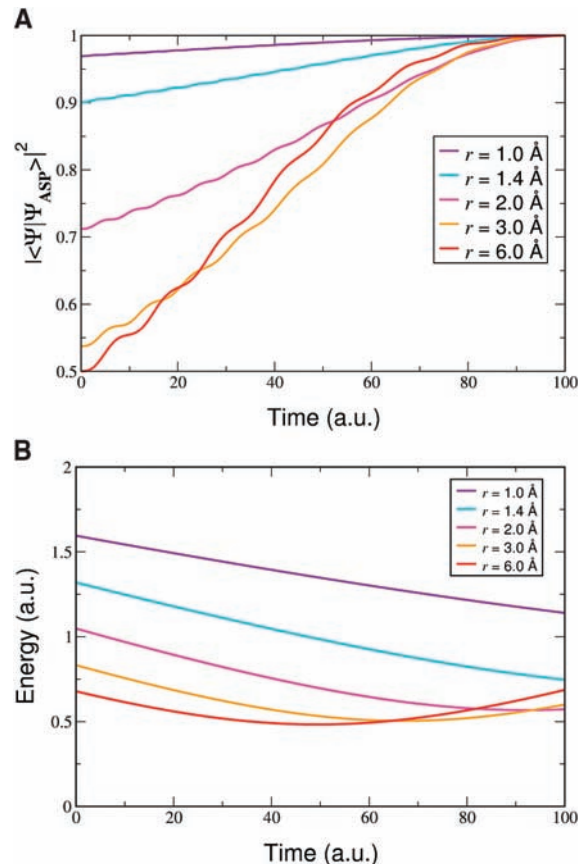 A
1
0.9
0.8
0.7
0.6
0.5
|<Ψ|Ψ_ASP>|²
r = 1.0 Å
r = 1.4 Å
r = 2.0 Å
r = 3.0 Å
r = 6.0 Å
0 20 40 60 80 100
Time (a.u.)
B
2
1.5
1
0.5
0
Energy (a.u.)
r = 1.0 Å
r = 1.4 Å
r = 2.0 Å
r = 3.0 Å
r = 6.0 Å
0 20 40 60 80 100
Time (a.u.)